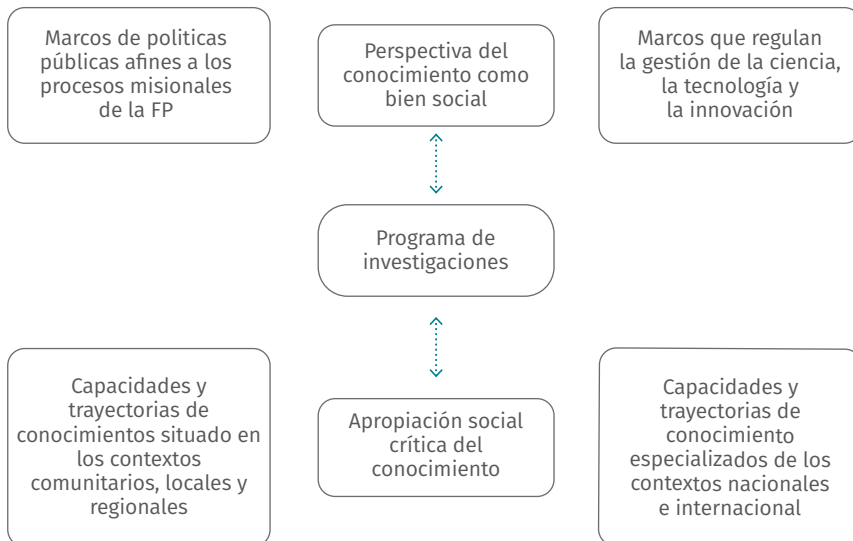 Marcos de politicas
públicas afines a los
procesos misionales
de la FP
Perspectiva del
conocimiento como
bien social
Marcos que regulan
la gestión de la ciencia,
la tecnología y
la innovación
Programa de
investigaciones
Capacidades y
trayectorias de
conocimientos situado en
los contextos
comunitarios, locales y
regionales
Apropiación social
crítica del
conocimiento
Capacidades y
trayectorias de
conocimiento
especializados de los
contextos nacionales
e internacional